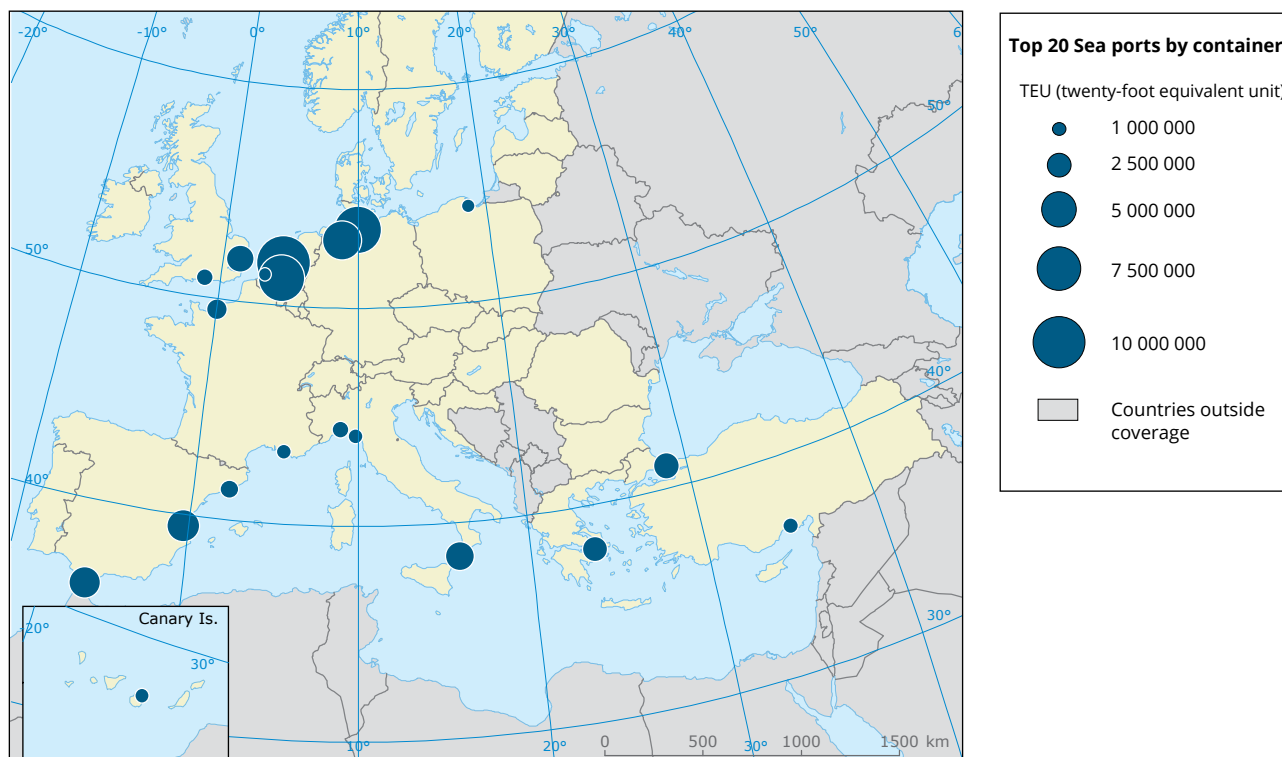 -20°
-10°
0°
10°
20°
30°
40°
50°
6
50°
50°
40°
40°
30°
Canary Is.
-20°
30°
10°
20°
30°
0
500
1000
1500 km
Top 20 Sea ports by container
TEU (twenty-foot equivalent unit)
1 000 000
2 500 000
5 000 000
7 500 000
10 000 000
Countries outside
coverage